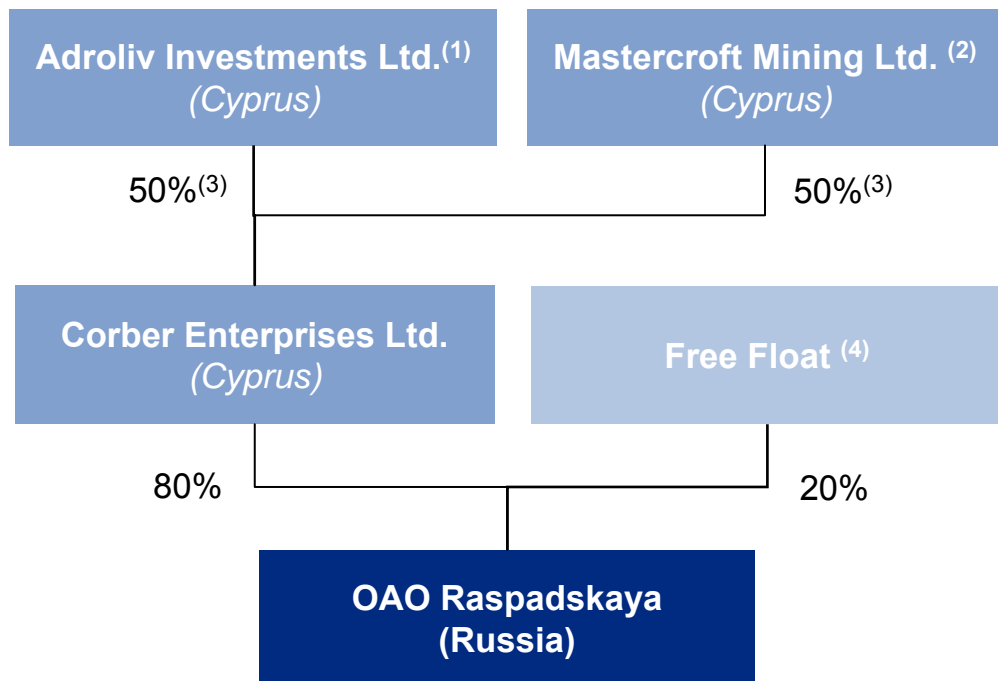 Adroliv Investments Ltd.(1)
(Cyprus)
Mastercroft Mining Ltd. (2)
(Cyprus)
50%(3)
50%(3)
Corber Enterprises Ltd.
(Cyprus)
Free Float (4)
80%
20%
OAO Raspadskaya
(Russia)